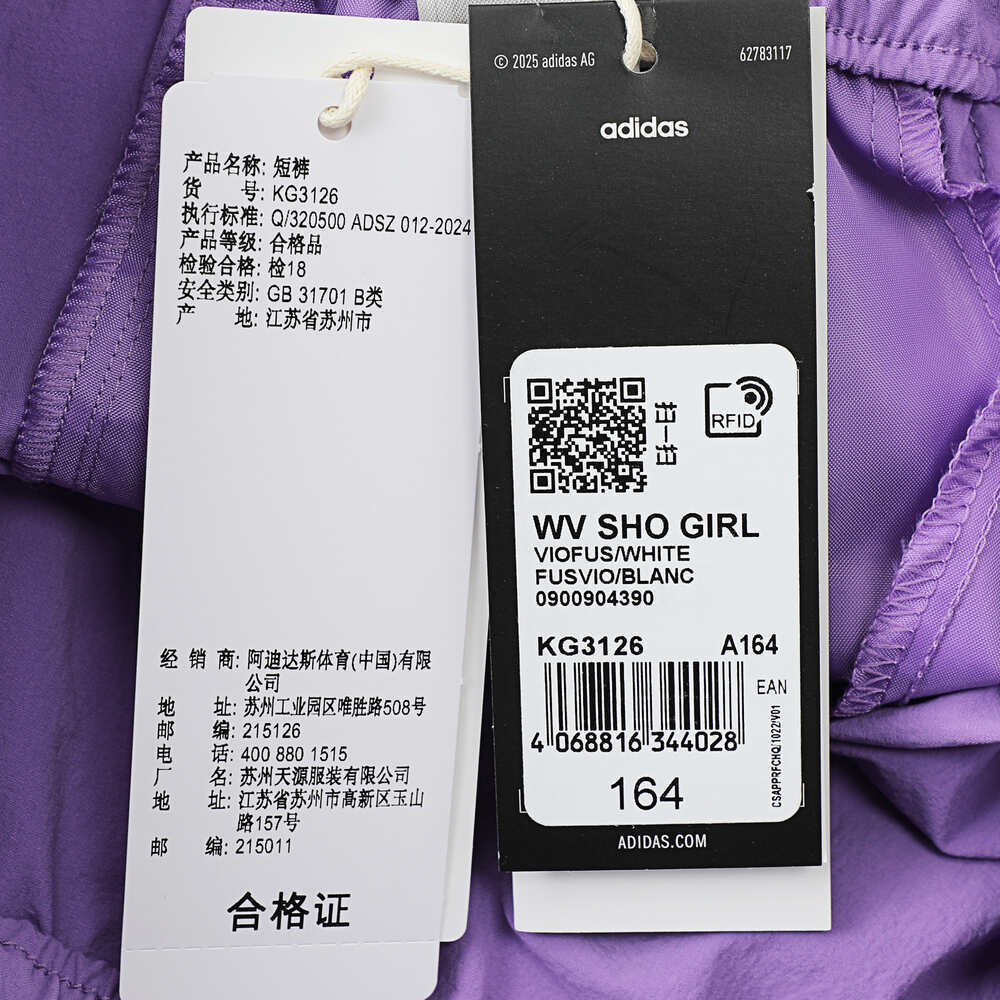 产品名称: 短裤
货 号: KG3126
执行标准: Q/320500 ADSZ 012-2024
产品等级: 合格品
检验合格: 检18
安全类别: GB 31701 B类
产 地: 江苏省苏州市
经 销 商: 阿迪达斯体育(中国)有限
公司
地 址: 苏州工业园区唯胜路508号
邮 编: 215126
电 话: 400 880 1515
厂 名: 苏州天源服装有限公司
地 址: 江苏省苏州市高新区玉山
路157号
邮 编: 215011
合格证
© 2025 adidas AG
62783117
adidas
扫一扫
RFID
WV SHO GIRL
VIOFUS/WHITE
FUSVIO/BLANC
0900904390
KG3126 A164
EAN
4 068816 344028
164
CSAPPRFCHQ/1022/V01
ADIDAS.COM